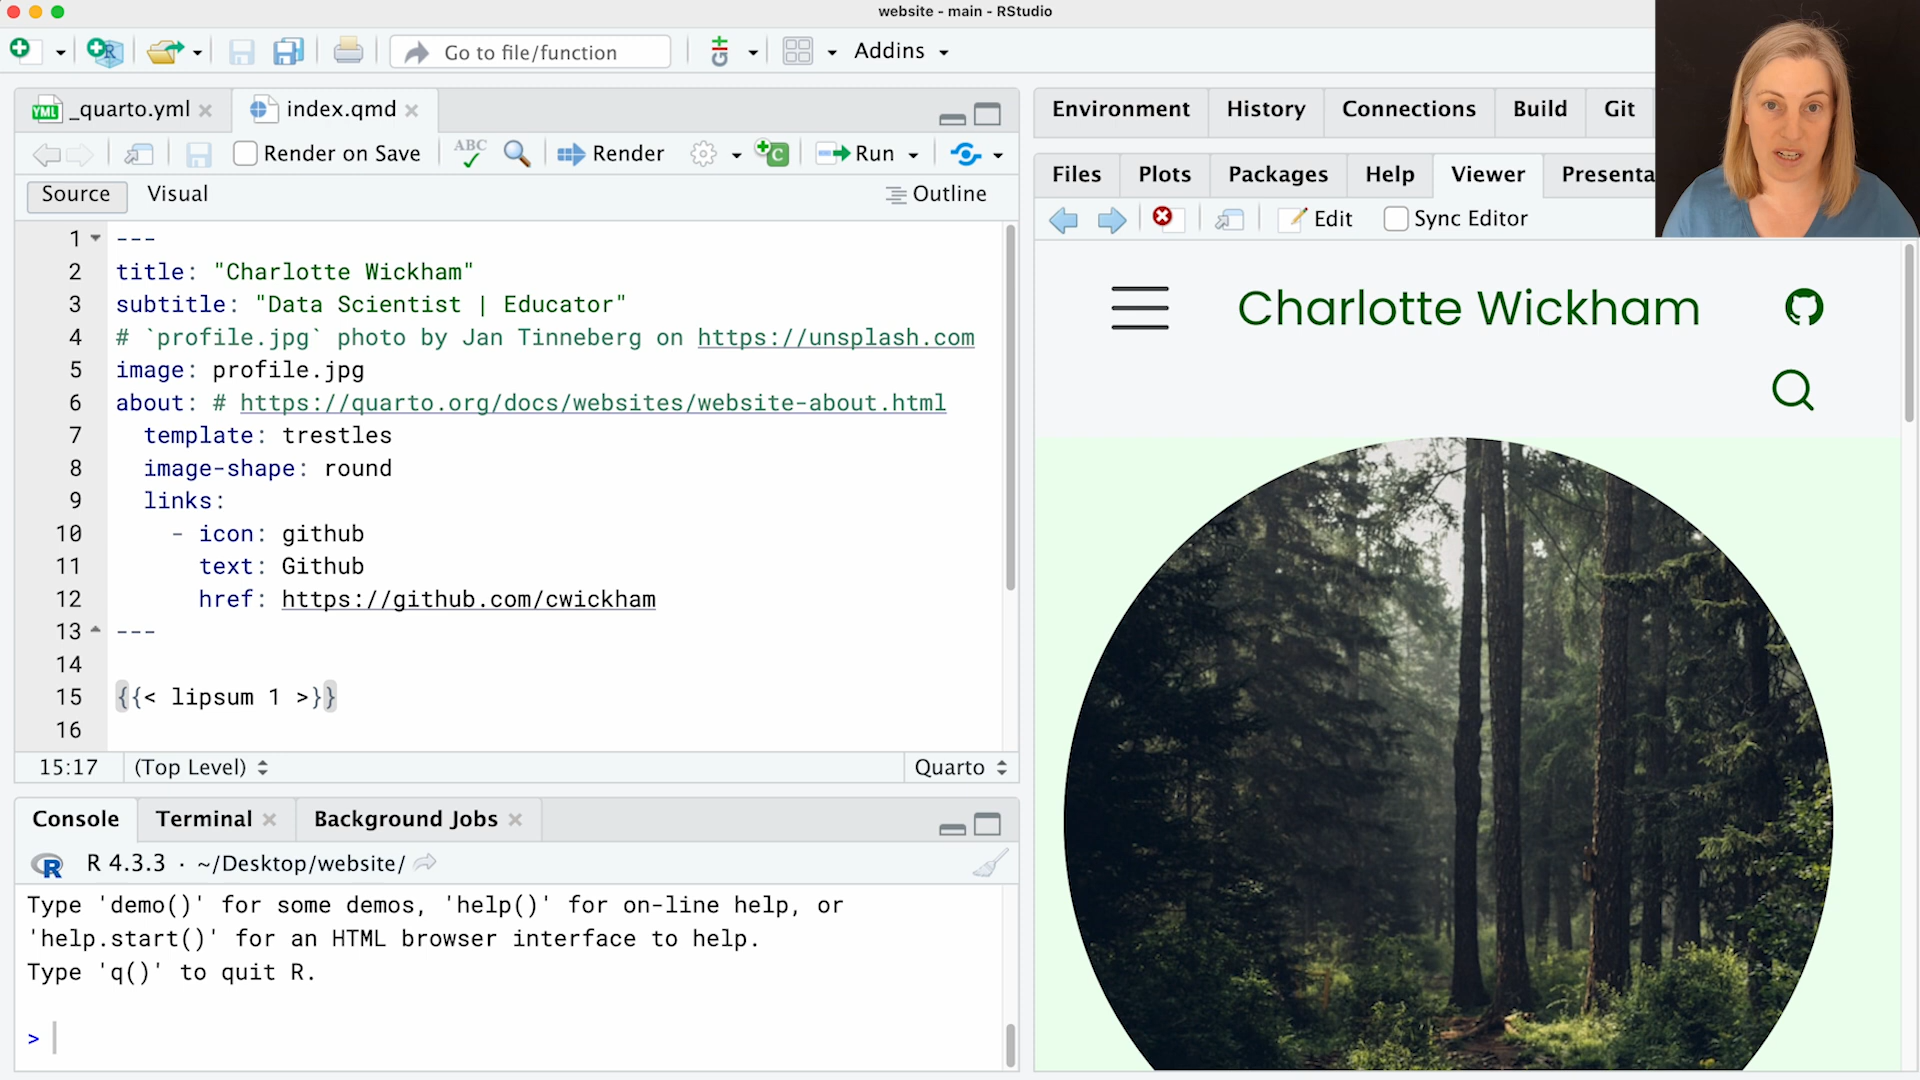 website - main - RStudio
Go to file/function
Git
Addins
YML _quarto.yml
index.qmd
Render on Save
ABC
Render
C
Run
Source
Visual
Outline
1 ---
2 title: "Charlotte Wickham"
3 subtitle: "Data Scientist | Educator"
4 # `profile.jpg` photo by Jan Tinneberg on https://unsplash.com
5 image: profile.jpg
6 about: # https://quarto.org/docs/websites/website-about.html
7 template: trestles
8 image-shape: round
9 links:
10 - icon: github
11 text: Github
12 href: https://github.com/cwickham
13 ---
14
15 {{< lipsum 1 >}}
16
15:17
(Top Level)
Quarto
Console
Terminal
Background Jobs
R 4.3.3 · ~/Desktop/website/
Type 'demo()' for some demos, 'help()' for on-line help, or
'help.start()' for an HTML browser interface to help.
Type 'q()' to quit R.
>
Environment
History
Connections
Build
Git
Files
Plots
Packages
Help
Viewer
Presenta
Edit
Sync Editor
Charlotte Wickham